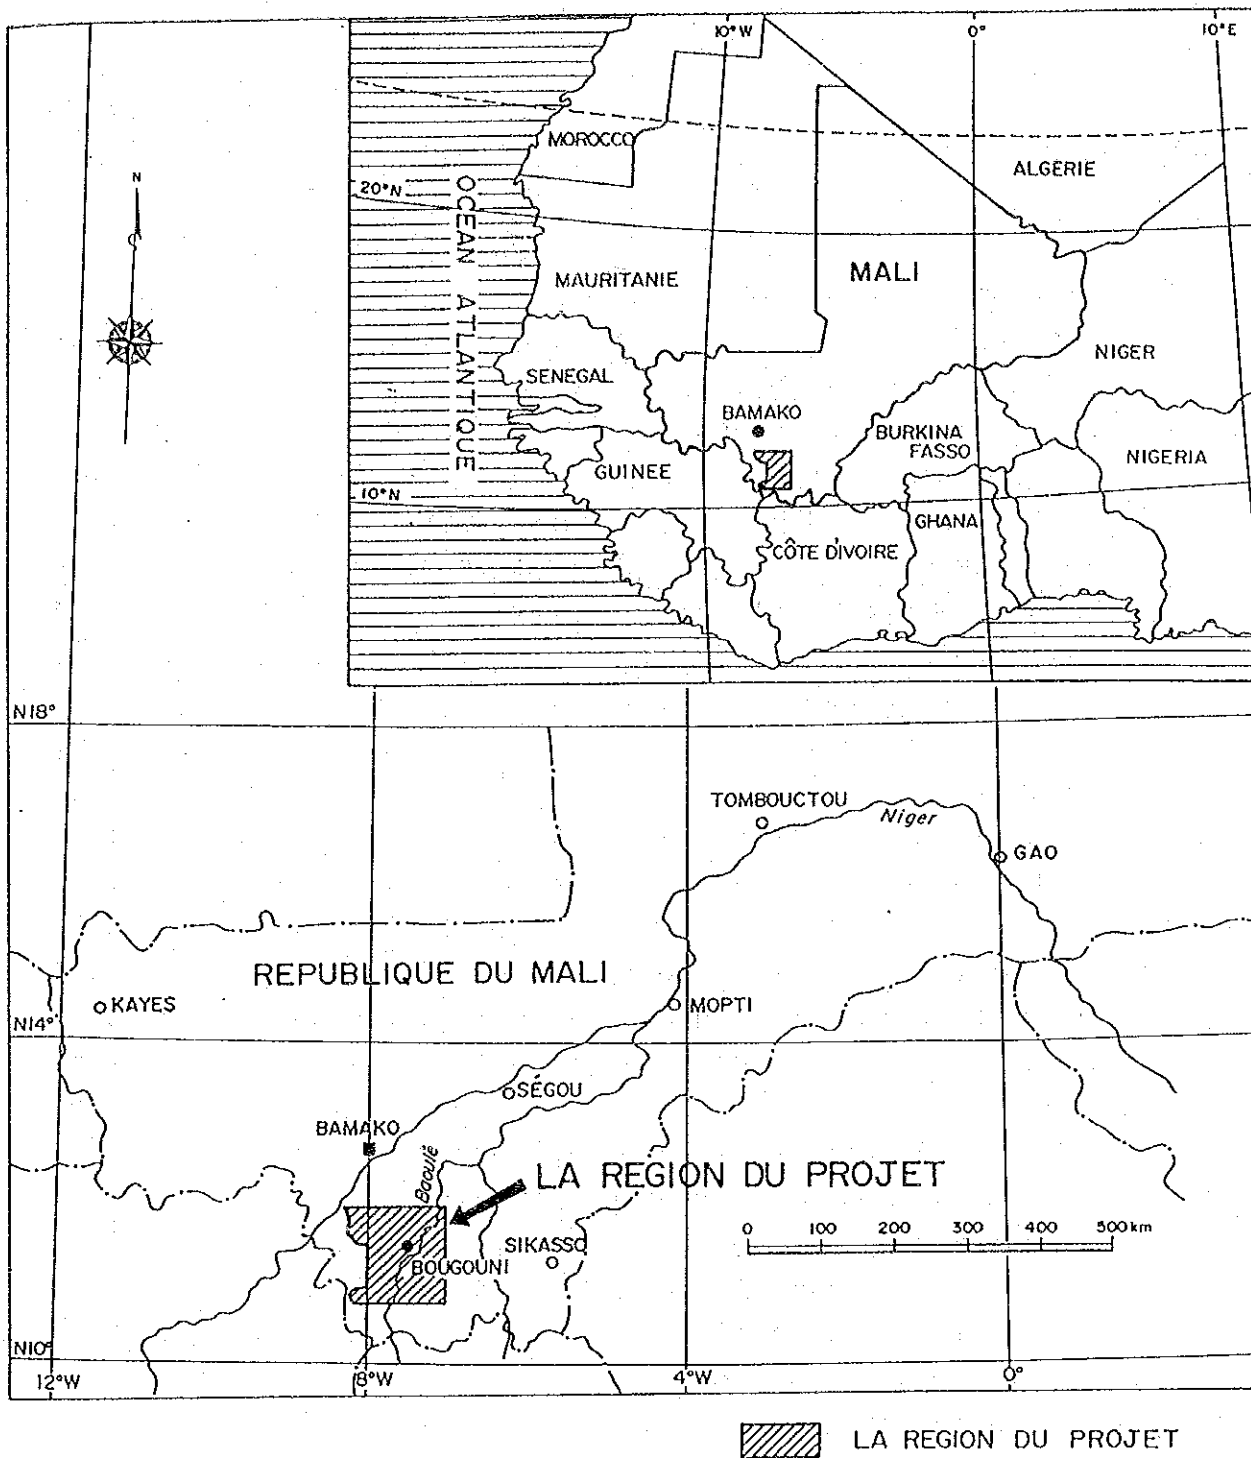 10°W
0°
10°E
MOROCCO
ALGÉRIE
20°N
OCEAN ATLANTIQUE
MAURITANIE
MALI
NIGER
SENEGAL
BAMAKO
BURKINA
FASSO
NIGERIA
GUINEE
10°N
GHANA
CÔTE D'IVOIRE
N
N18°
TOMBOUCTOU
Niger
GAO
REPUBLIQUE DU MALI
KAYES
MOPTI
N14°
SÉGOU
BAMAKO
Baoulé
LA REGION DU PROJET
0 100 200 300 400 500km
SIKASSO
BOUGOUNI
N10°
12°W
8°W
4°W
0°
LA REGION DU PROJET